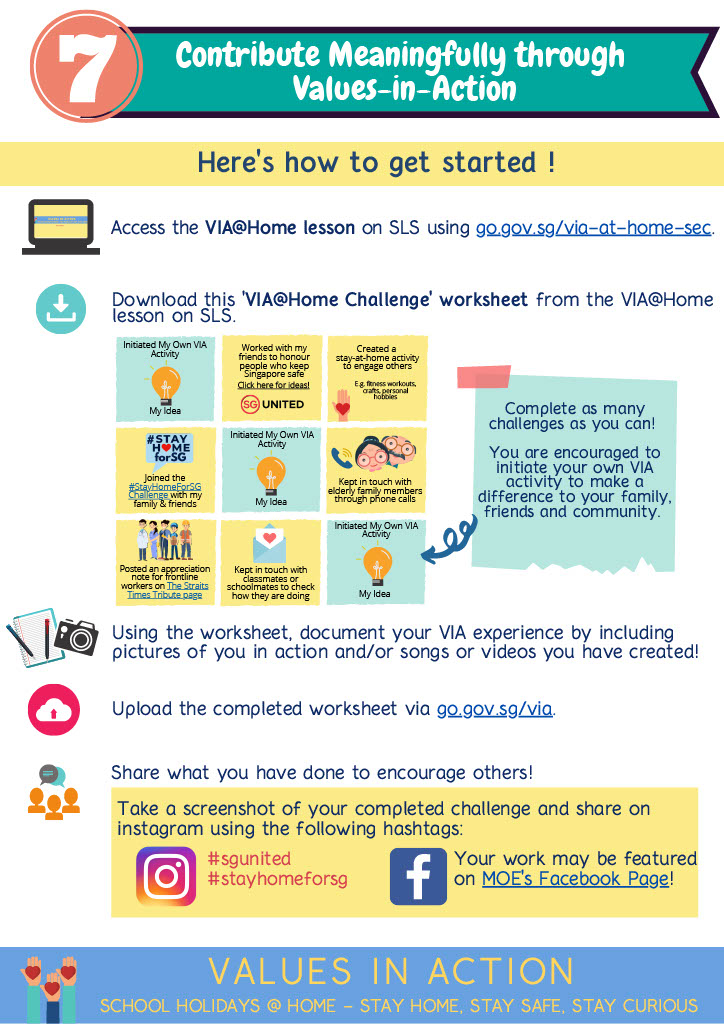 7
Contribute Meaningfully through
Values-in-Action
Here's how to get started !
Access the VIA@Home lesson on SLS using go.gov.sg/via-at-home-sec.
Download this 'VIA@Home Challenge' worksheet from the VIA@Home
lesson on SLS.
Initiated My Own VIA
Activity
My Idea
Worked with my
friends to honour
people who keep
Singapore safe
Click here for ideas!
SG UNITED
Created a
stay-at-home activity
to engage others
E.g. fitness workouts,
crafts, personal
hobbies
#STAY
HOME
forSG
Joined the
#StayHomeForSG
Challenge with my
family & friends
Initiated My Own VIA
Activity
My Idea
Kept in touch with
elderly family members
through phone calls
Posted an appreciation
note for frontline
workers on The Straits
Times Tribute page
Kept in touch with
classmates or
schoolmates to check
how they are doing
Initiated My Own VIA
Activity
My Idea
Complete as many
challenges as you can!
You are encouraged to
initiate your own VIA
activity to make a
difference to your family,
friends and community.
Using the worksheet, document your VIA experience by including
pictures of you in action and/or songs or videos you have created!
Upload the completed worksheet via go.gov.sg/via.
Share what you have done to encourage others!
Take a screenshot of your completed challenge and share on
instagram using the following hashtags:
#sgunited
#stayhomeforsg
Your work may be featured
on MOE's Facebook Page!
VALUES IN ACTION
SCHOOL HOLIDAYS @ HOME - STAY HOME, STAY SAFE, STAY CURIOUS